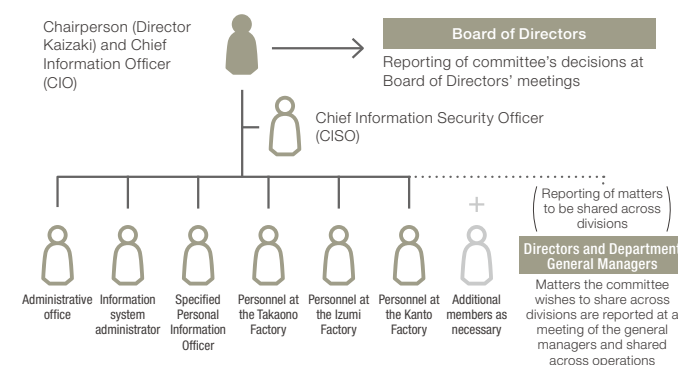 Chairperson (Director
Kaizaki) and Chief
Information Officer
(CIO)
Board of Directors
Reporting of committee's decisions at
Board of Directors' meetings
Chief Information Security Officer
(CISO)
(Reporting of matters
to be shared across
divisions)
+
Directors and Department
General Managers
Matters the committee
wishes to share across
divisions are reported at a
meeting of the general
managers and shared
across operations
Administrative
office
Information
system
administrator
Specified
Personal
Information
Officer
Personnel at
the Takaono
Factory
Personnel at
the Izumi
Factory
Personnel at
the Kanto
Factory
Additional
members as
necessary